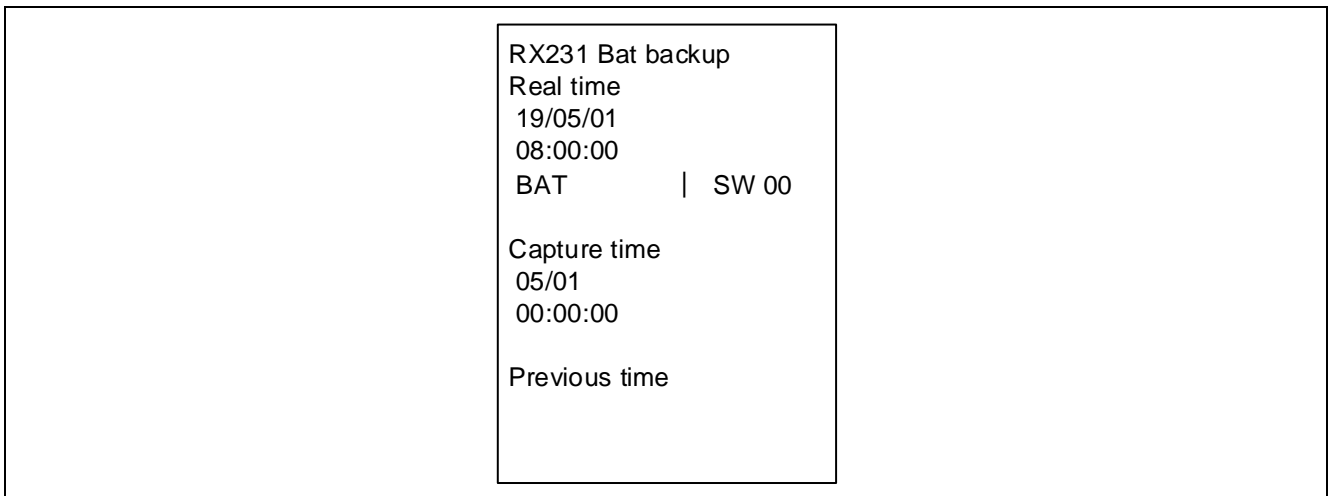 RX231 Bat backup
Real time
19/05/01
08:00:00
BAT | SW 00
Capture time
05/01
00:00:00
Previous time